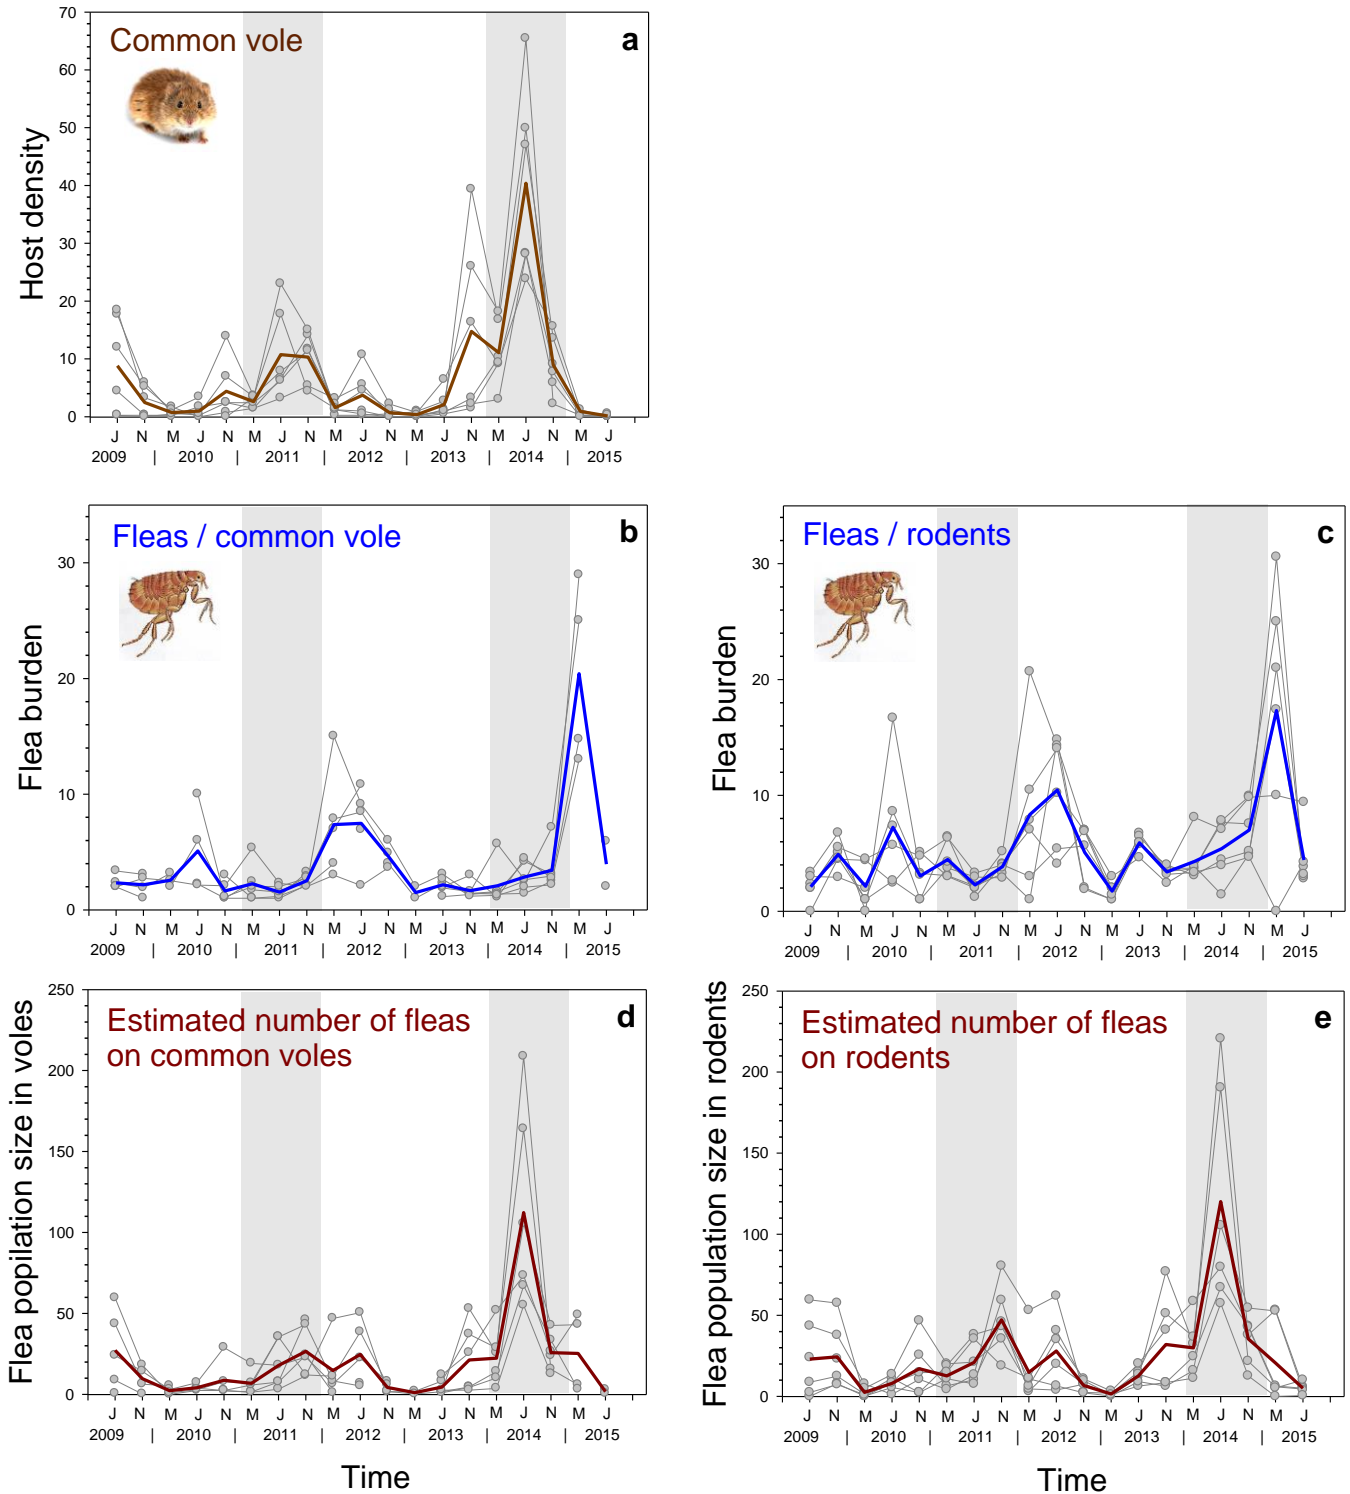 Common vole
a
Host density
70
60
50
40
30
20
10
0
J N M J N M J N M J N M J N M J N M J
2009 | 2010 | 2011 | 2012 | 2013 | 2014 | 2015
Fleas / common vole
b
Flea burden
30
20
10
0
J N M J N M J N M J N M J N M J N M J
2009 | 2010 | 2011 | 2012 | 2013 | 2014 | 2015
Fleas / rodents
c
Flea burden
30
20
10
0
J N M J N M J N M J N M J N M J N M J
2009 | 2010 | 2011 | 2012 | 2013 | 2014 | 2015
Estimated number of fleas
on common voles
d
Flea popilation size in voles
250
200
150
100
50
0
J N M J N M J N M J N M J N M J N M J
2009 | 2010 | 2011 | 2012 | 2013 | 2014 | 2015
Time
Estimated number of fleas
on rodents
e
Flea population size in rodents
250
200
150
100
50
0
J N M J N M J N M J N M J N M J N M J
2009 | 2010 | 2011 | 2012 | 2013 | 2014 | 2015
Time